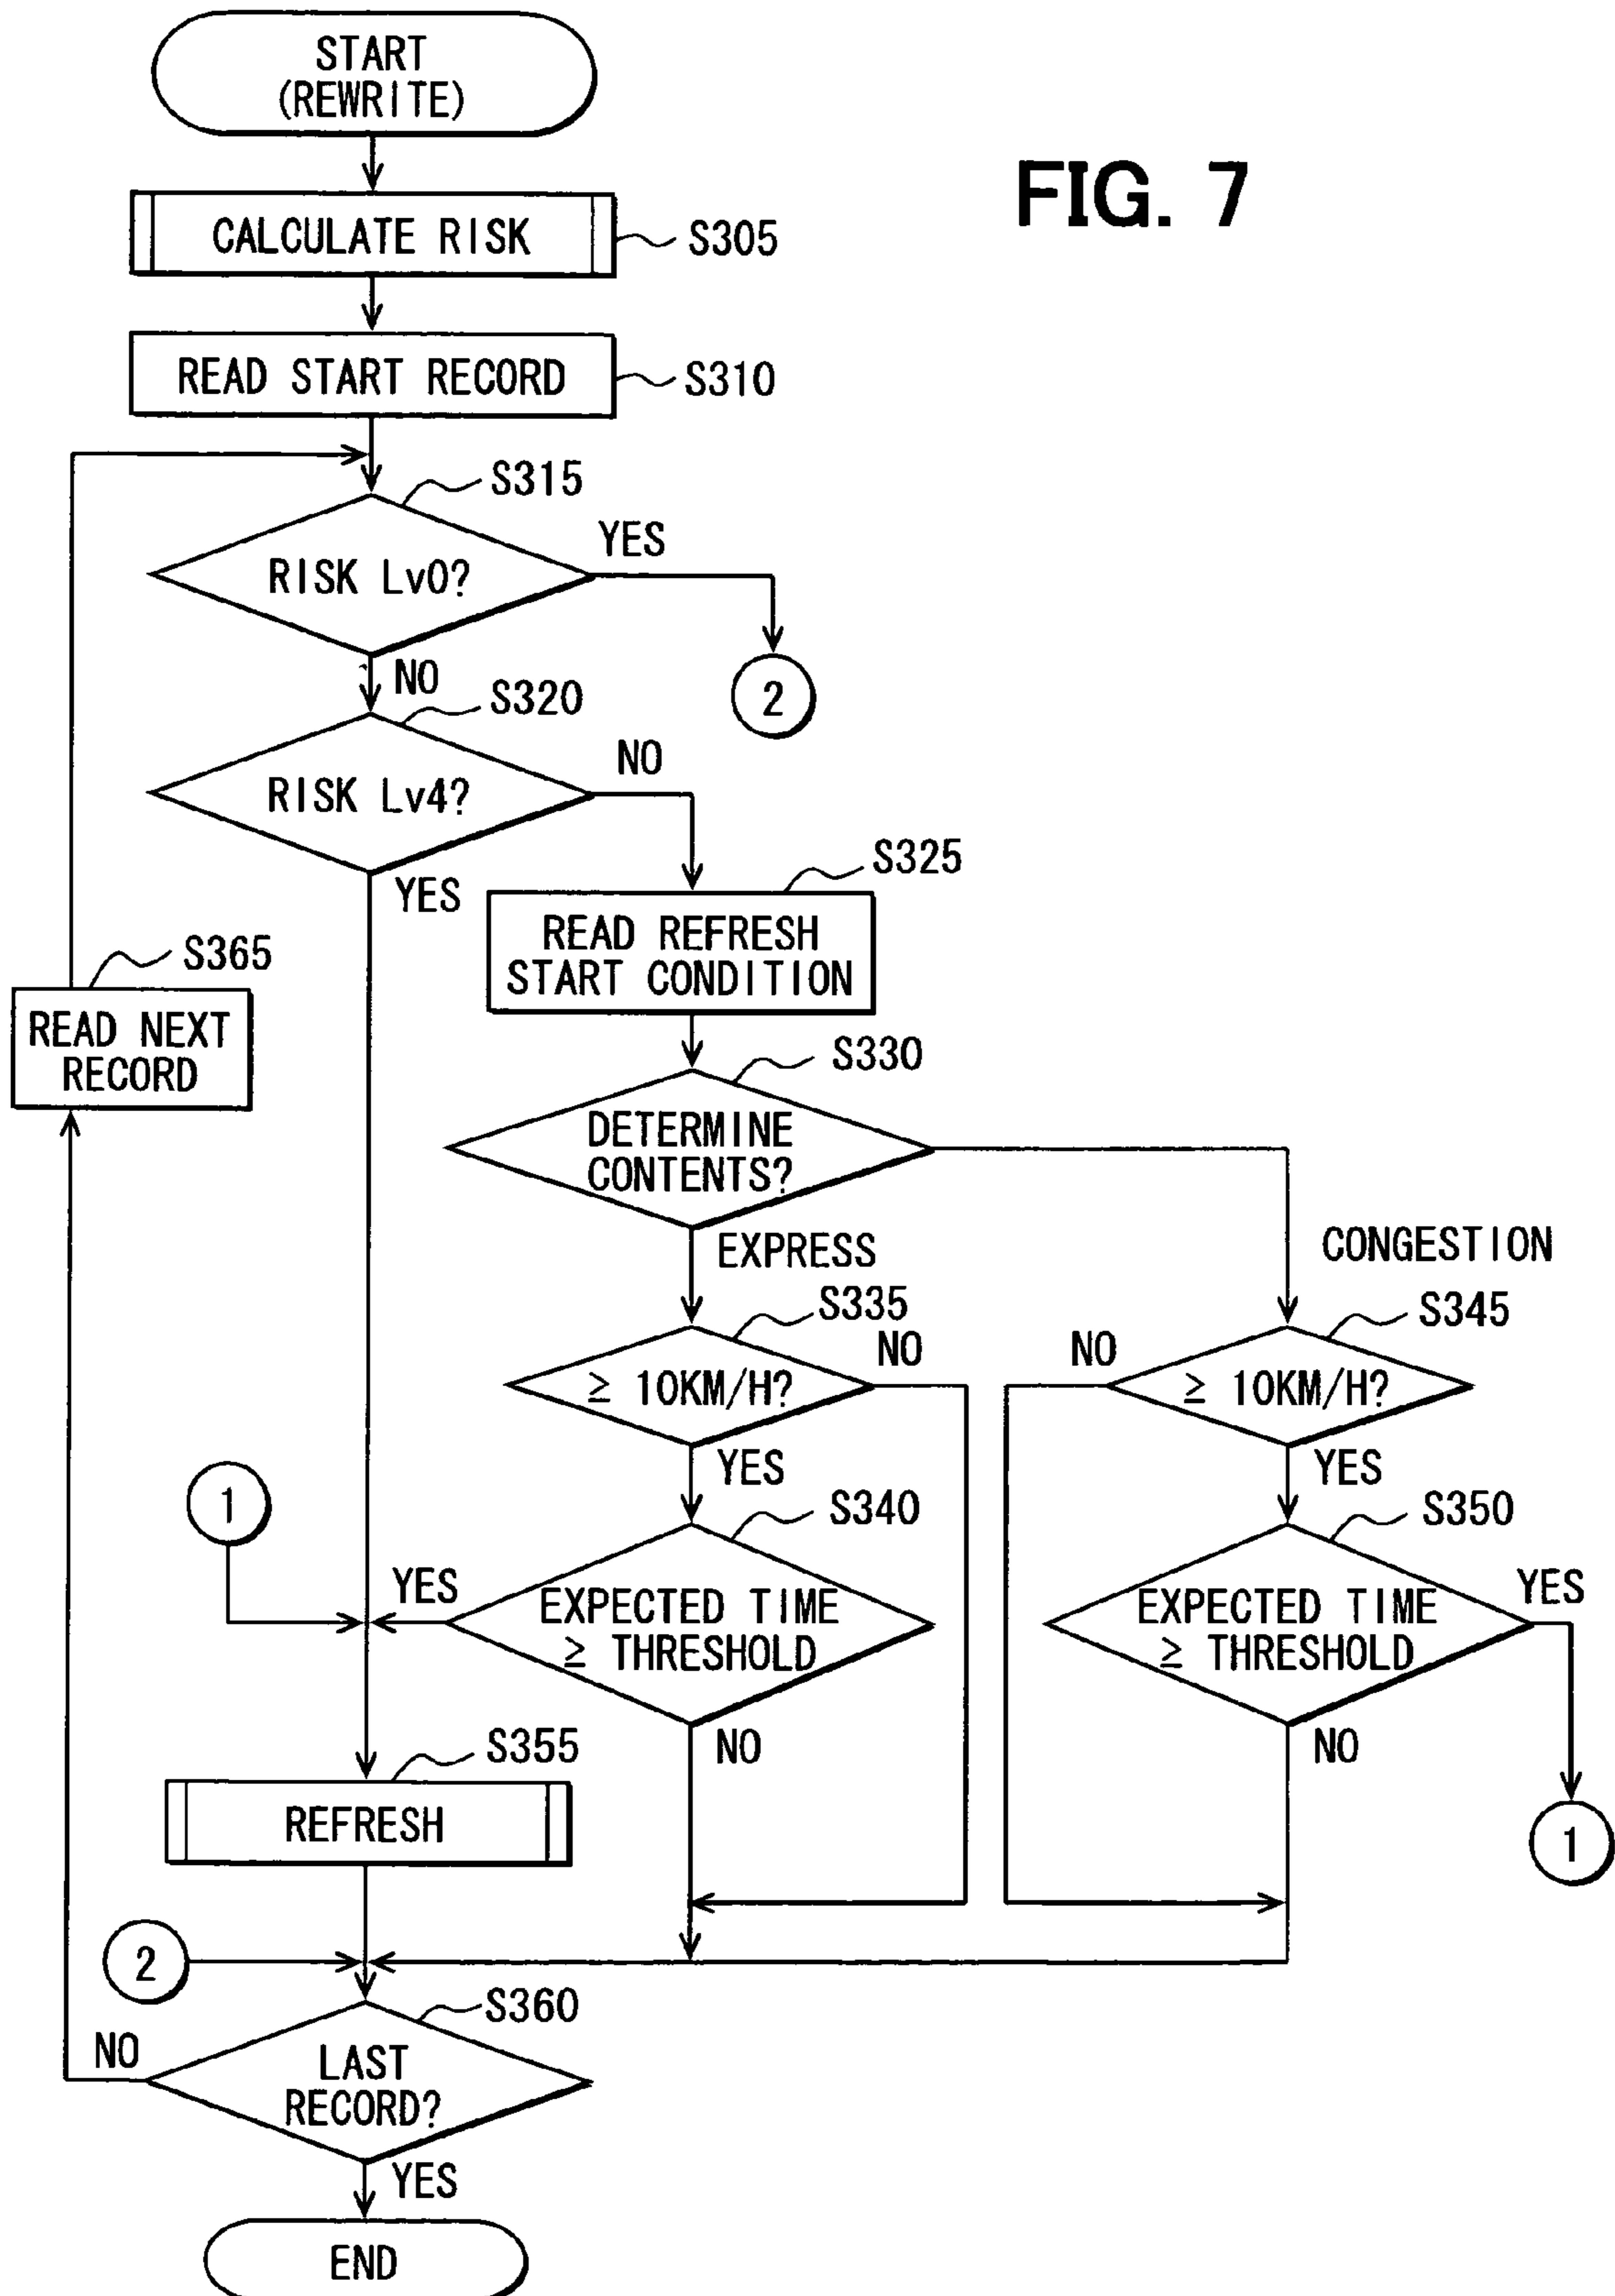 START
(REWRITE)
FIG. 7
CALCULATE RISK
S305
READ START RECORD
S310
S315
RISK Lv0?
YES
NO
2
S320
RISK Lv4?
NO
YES
S325
READ REFRESH
START CONDITION
S365
READ NEXT
RECORD
S330
DETERMINE
CONTENTS?
EXPRESS
CONGESTION
S335
≥ 10KM/H?
NO
YES
S345
NO
≥ 10KM/H?
YES
1
S340
YES
EXPECTED TIME
≥ THRESHOLD
NO
S350
EXPECTED TIME
≥ THRESHOLD
YES
NO
1
S355
REFRESH
2
S360
NO
LAST
RECORD?
YES
END